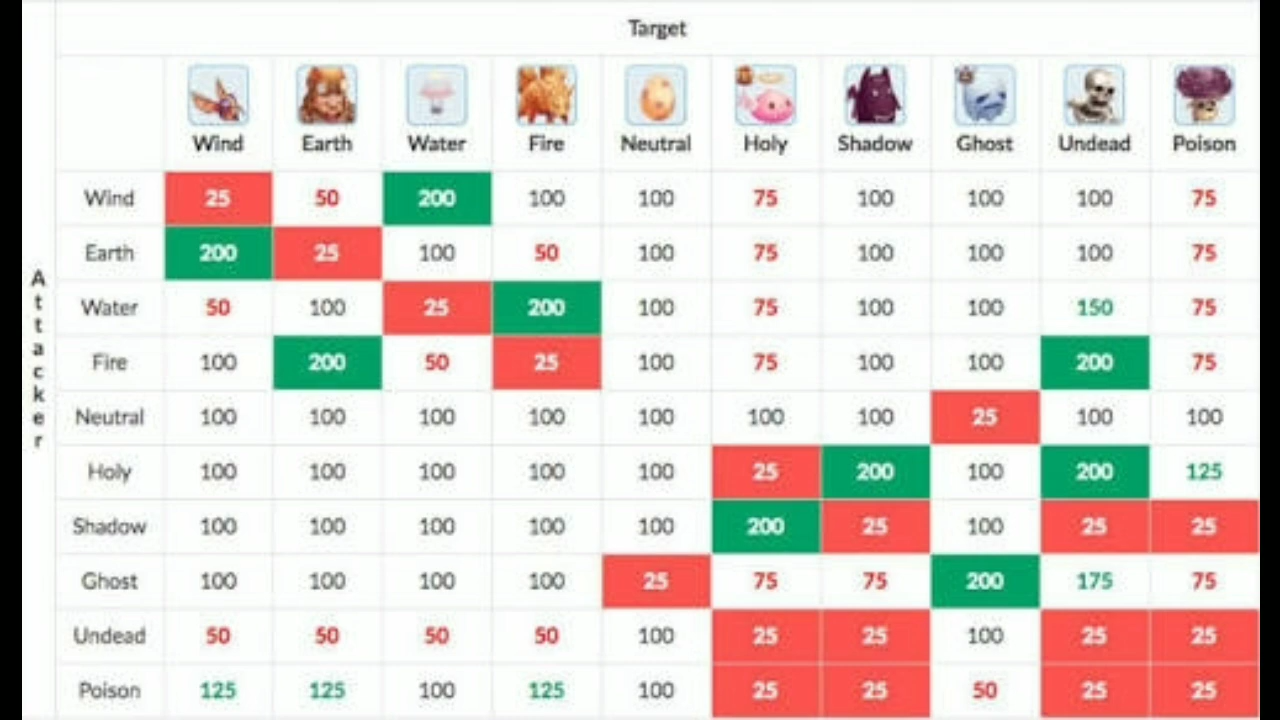 Target
Wind Earth Water Fire Neutral Holy Shadow Ghost Undead Poison
Attacker
Wind 25 50 200 100 100 75 100 100 100 75
Earth 200 25 100 50 100 75 100 100 100 75
Water 50 100 25 200 100 75 100 100 150 75
Fire 100 200 50 25 100 75 100 100 200 75
Neutral 100 100 100 100 100 100 100 25 100 100
Holy 100 100 100 100 100 25 200 100 200 125
Shadow 100 100 100 100 100 200 25 100 25 25
Ghost 100 100 100 100 25 75 75 200 175 75
Undead 50 50 50 50 100 25 25 100 25 25
Poison 125 125 100 125 100 25 25 50 25 25